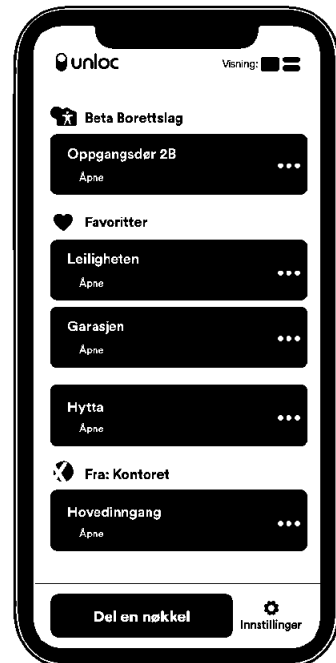 unloc
Visning:
Beta Borettslag
Oppgangsdør 2B
Åpne
Favoritter
Leiligheten
Åpne
Garasjen
Åpne
Hytta
Åpne
Fra: Kontoret
Hovedinngang
Åpne
Del en nøkkel
Innstillinger